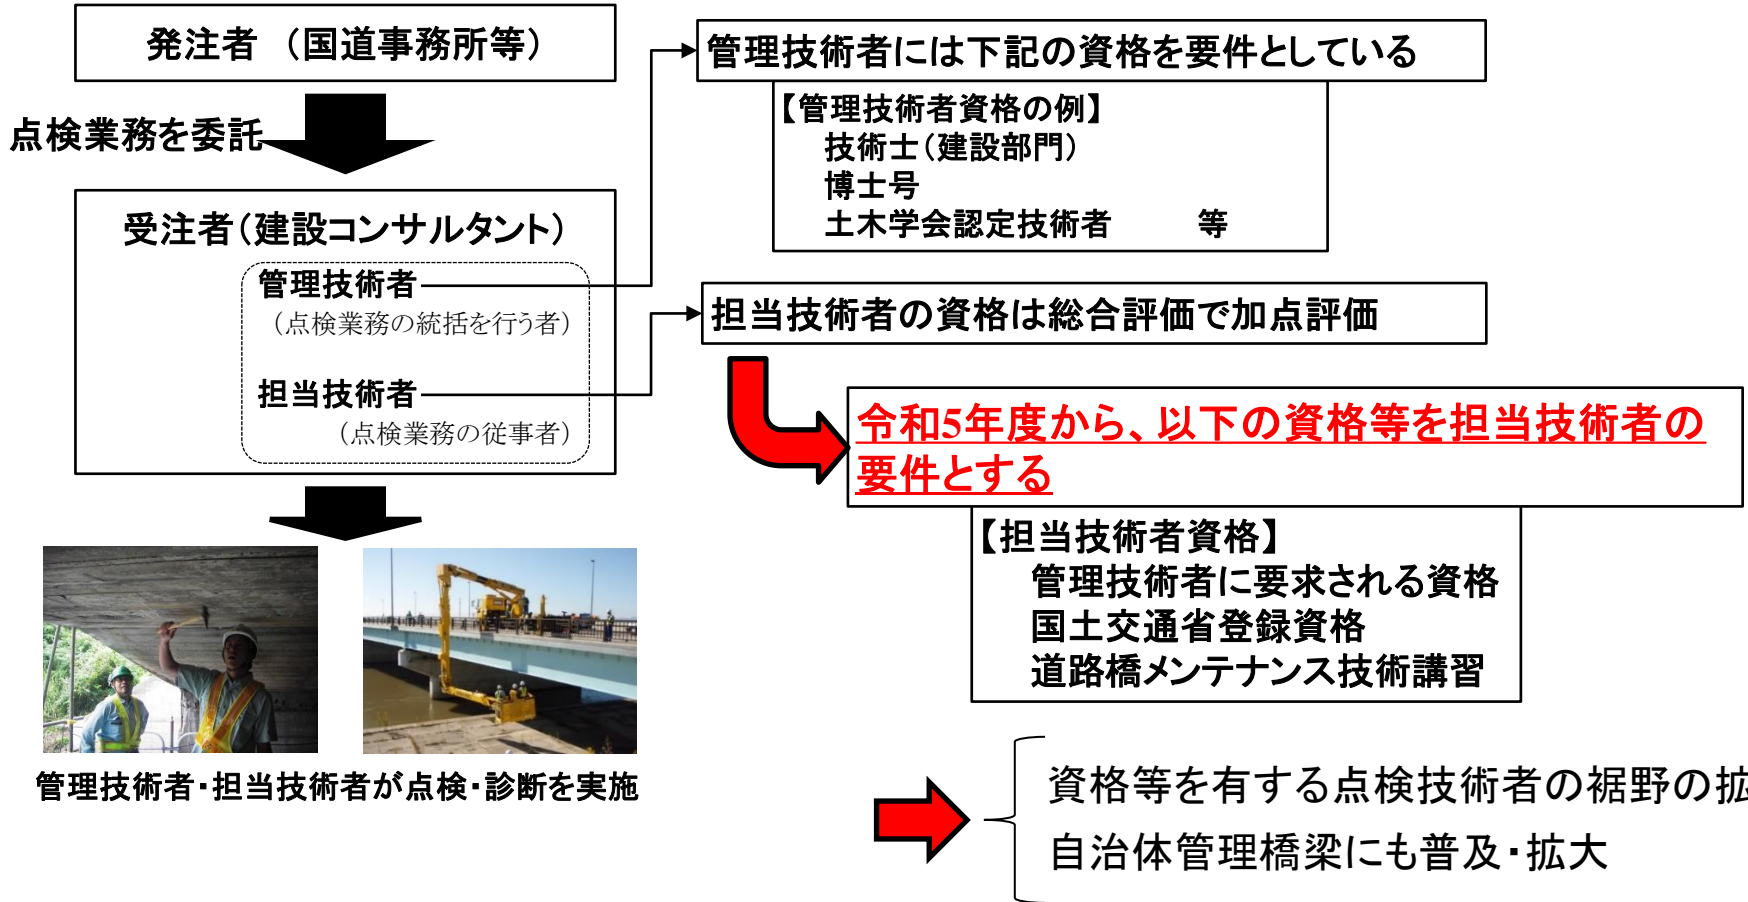 発注者　（国道事務所等）
点検業務を委託
受注者（建設コンサルタント）
管理技術者
（点検業務の統括を行う者）
担当技術者
（点検業務の従事者）
管理技術者・担当技術者が点検・診断を実施
管理技術者には下記の資格を要件としている
【管理技術者資格の例】
技術士（建設部門）
博士号
土木学会認定技術者　　等
担当技術者の資格は総合評価で加点評価
令和5年度から、以下の資格等を担当技術者の
要件とする
【担当技術者資格】
管理技術者に要求される資格
国土交通省登録資格
道路橋メンテナンス技術講習
資格等を有する点検技術者の裾野の拡
自治体管理橋梁にも普及・拡大